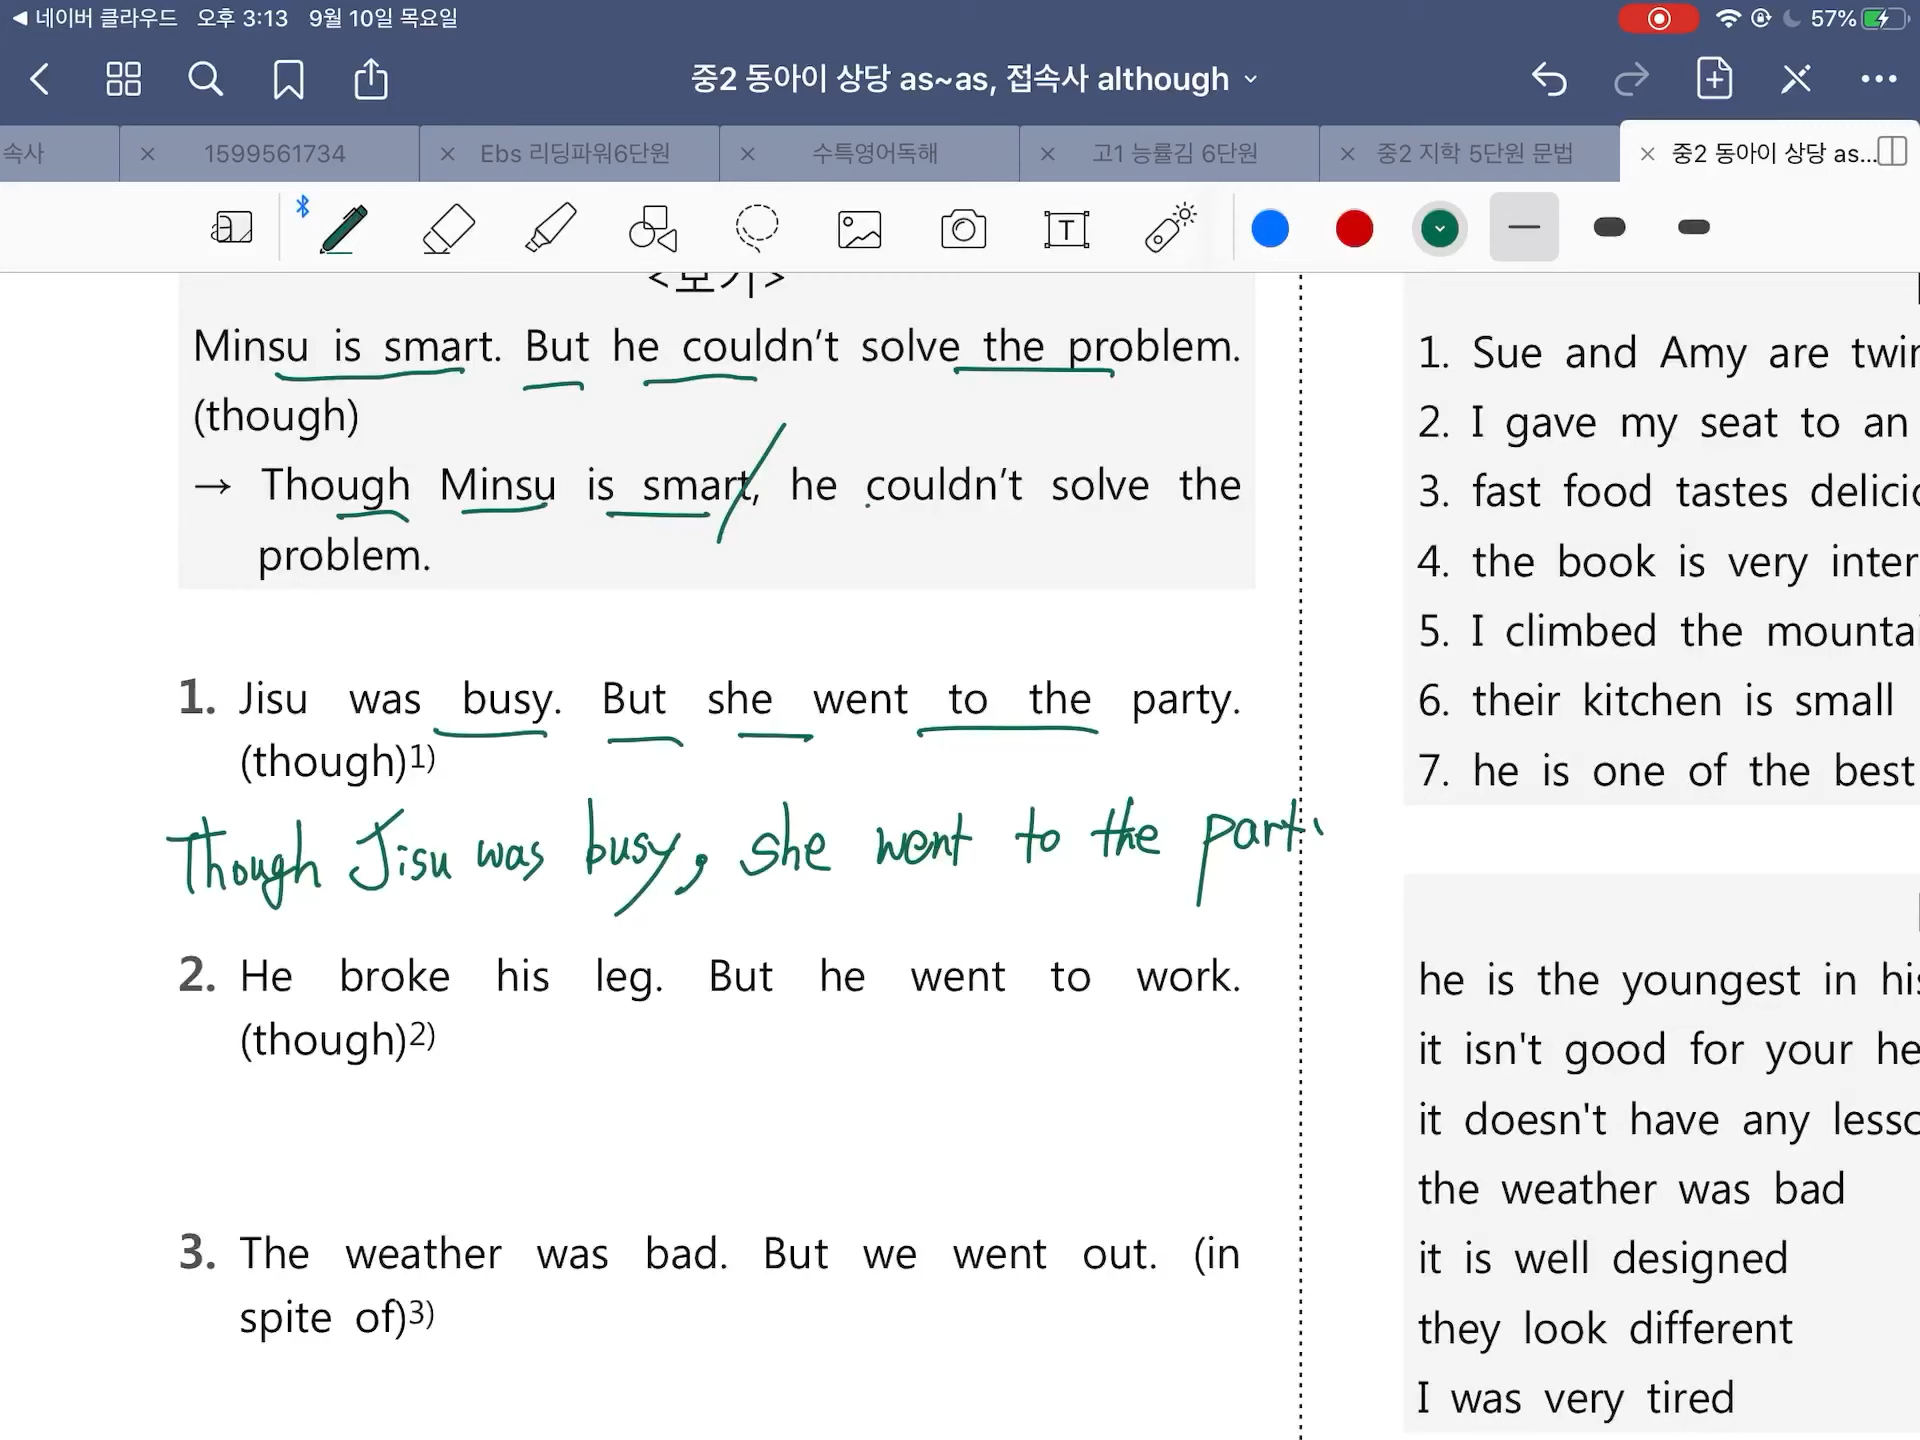 ◀ 네이버 클라우드 오후 3:13 9월 10일 목요일 57%
중2 동아이 상당 as~as, 접속사 although
속사 × 1599561734 × Ebs 리딩파워6단원 × 수특영어독해 × 고1 능률김 6단원 × 중2 지학 5단원 문법 × 중2 동아이 상당 as...
<보기>
Minsu is smart. But he couldn't solve the problem.
(though)
→ Though Minsu is smart, he couldn't solve the
problem.
1. Jisu was busy. But she went to the party.
(though)1)
Though Jisu was busy, she went to the part
2. He broke his leg. But he went to work.
(though)2)
3. The weather was bad. But we went out. (in
spite of)3)
1. Sue and Amy are twin
2. I gave my seat to an
3. fast food tastes delicio
4. the book is very inter
5. I climbed the mountai
6. their kitchen is small
7. he is one of the best
he is the youngest in his
it isn't good for your he
it doesn't have any lesso
the weather was bad
it is well designed
they look different
I was very tired